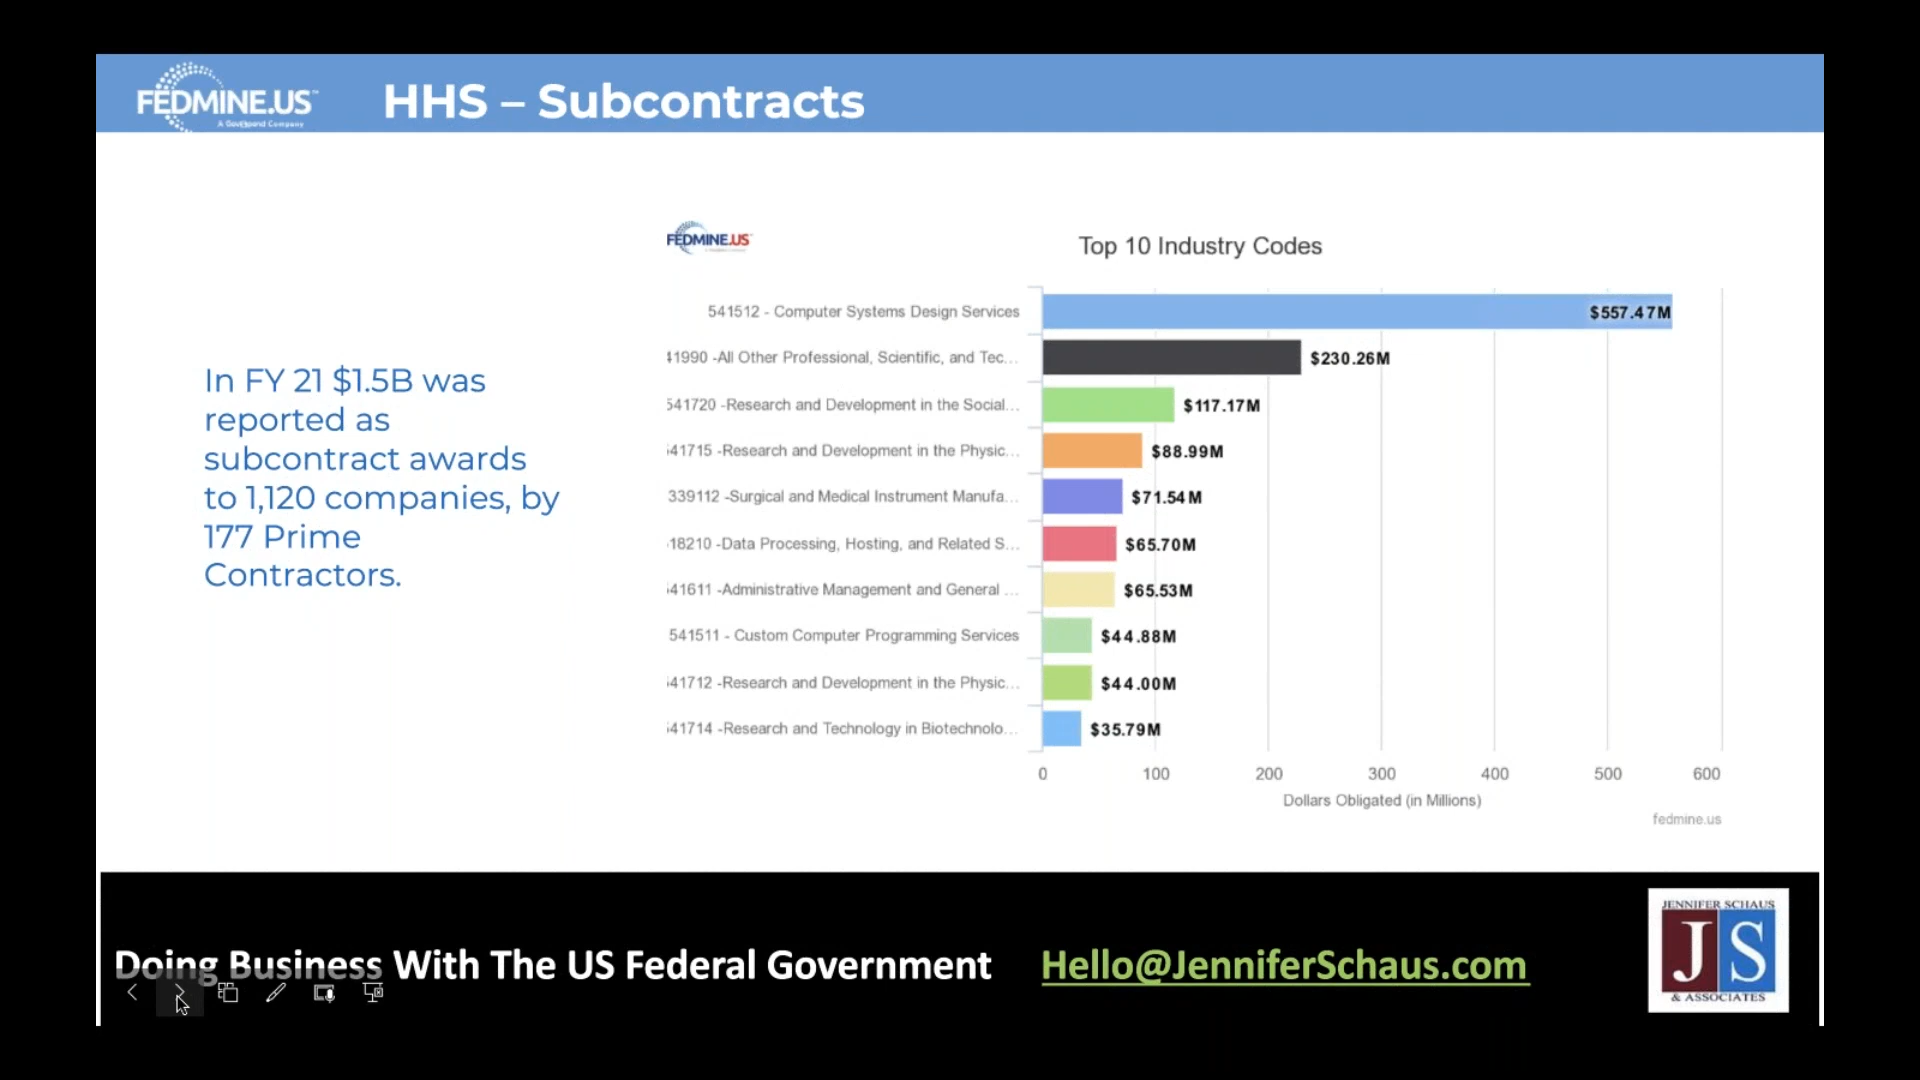 FEDMINE.US™
A GovSpend Company
HHS – Subcontracts
FEDMINE.US
Top 10 Industry Codes
541512 - Computer Systems Design Services
$557.47M
41990 -All Other Professional, Scientific, and Tec...
$230.26M
541720 -Research and Development in the Social...
$117.17M
41715 -Research and Development in the Physic...
$88.99M
339112 -Surgical and Medical Instrument Manufa...
$71.54M
18210 -Data Processing, Hosting, and Related S...
$65.70M
41611 -Administrative Management and General ...
$65.53M
541511 - Custom Computer Programming Services
$44.88M
41712 -Research and Development in the Physic...
$44.00M
41714 -Research and Technology in Biotechnolo...
$35.79M
0 100 200 300 400 500 600
Dollars Obligated (in Millions)
fedmine.us
In FY 21 $1.5B was
reported as
subcontract awards
to 1,120 companies, by
177 Prime
Contractors.
Doing Business With The US Federal Government
Hello@JenniferSchaus.com
JENNIFER SCHAUS
JS
& ASSOCIATES